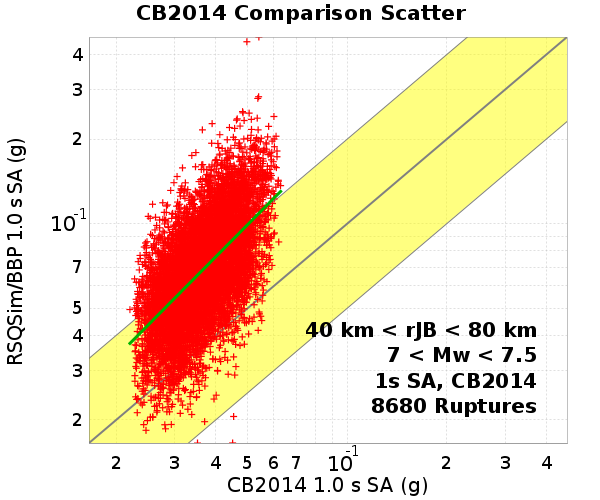 CB2014 Comparison Scatter
RSQSim/BBP 1.0 s SA (g)
4
3
2
10-1
7
5
4
3
2
40 km < rJB < 80 km
7 < Mw < 7.5
1s SA, CB2014
8680 Ruptures
2 3 4 5 6 7 10-1 2 3 4
CB2014 1.0 s SA (g)